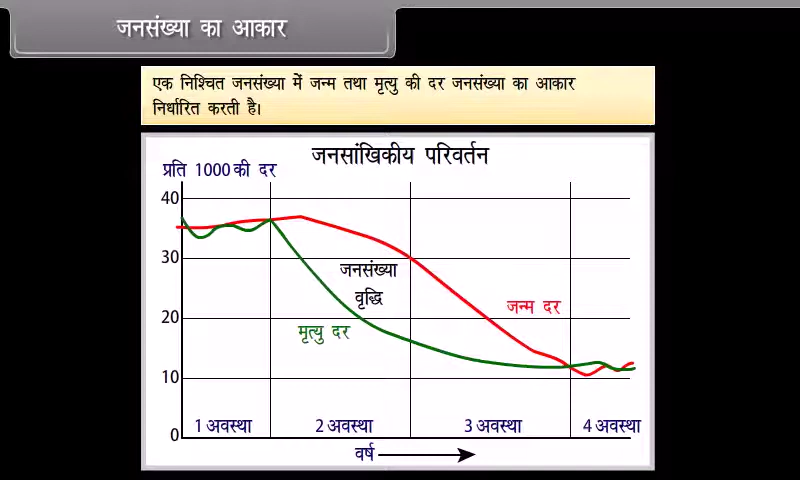 जनसंख्या का आकार
एक निश्चित जनसंख्या में जन्म तथा मृत्यु की दर जनसंख्या का आकार
निर्धारित करती है।
जनसांखिकीय परिवर्तन
प्रति 1000 की दर
40
30
जनसंख्या
वृद्धि
जन्म दर
20
मृत्यु दर
10
1 अवस्था 2 अवस्था 3 अवस्था 4 अवस्था
0
वर्ष